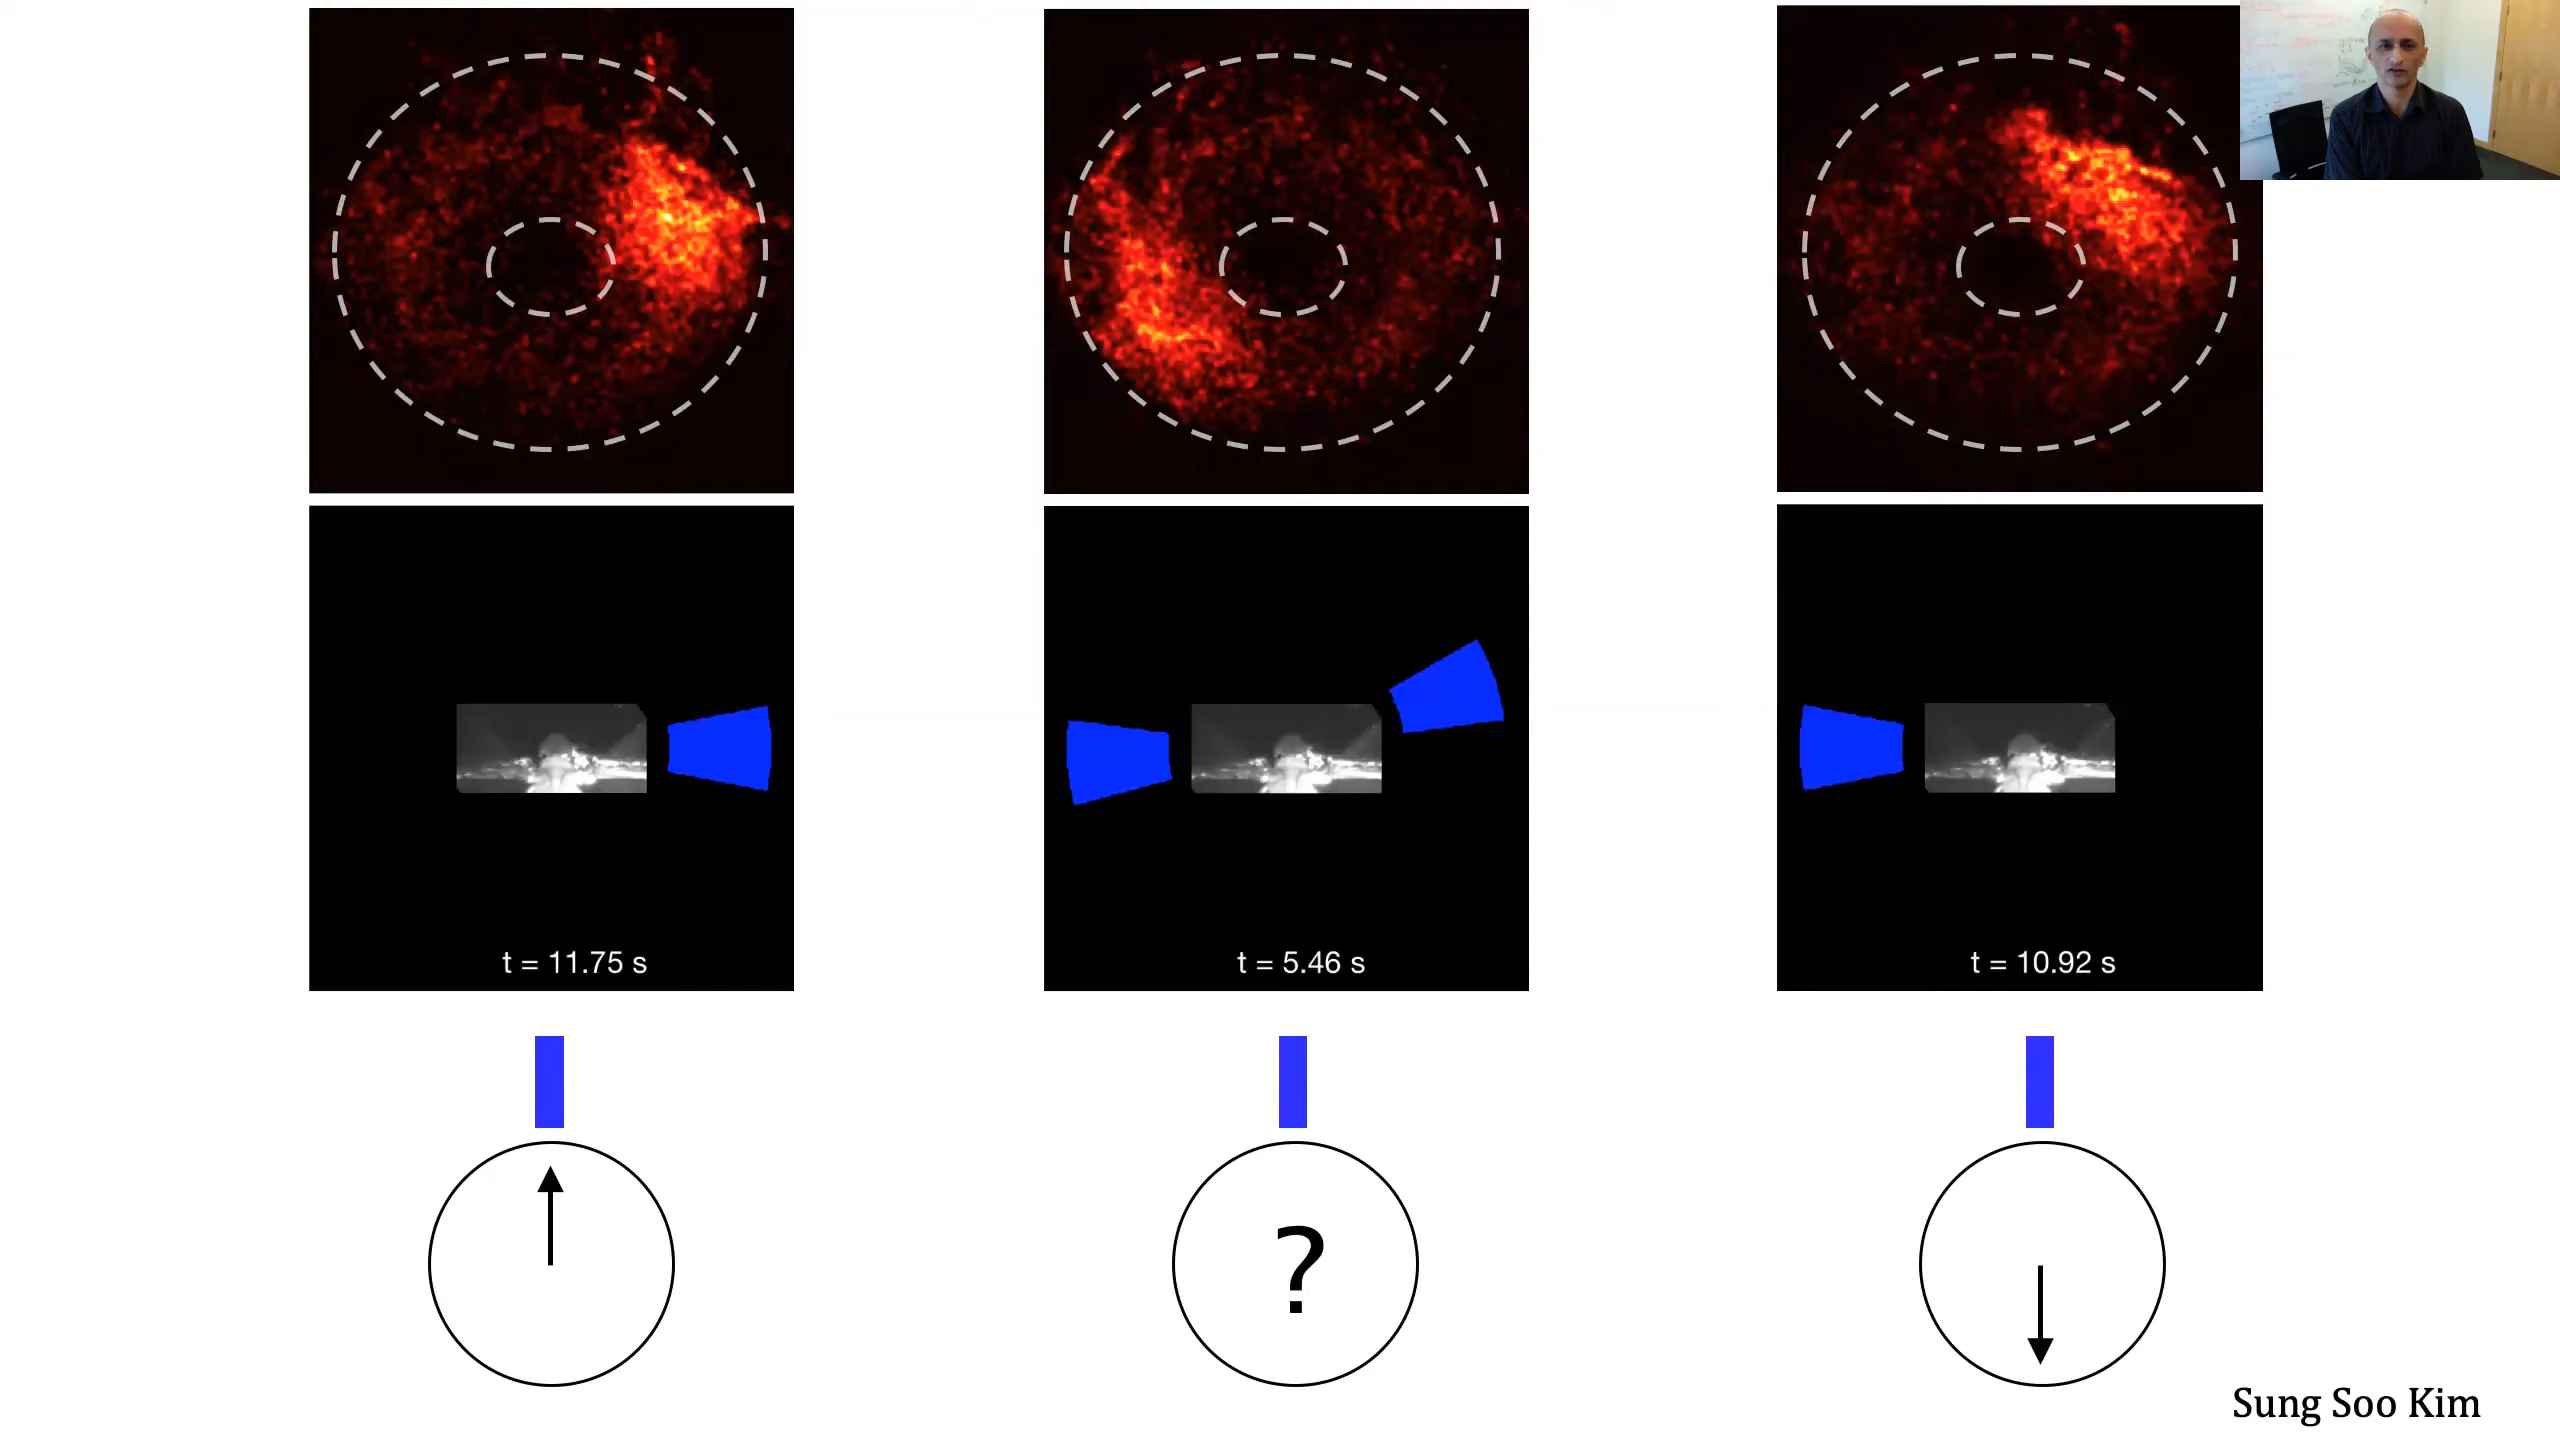 t = 11.75 s
t = 5.46 s
t = 10.92 s
?
Sung Soo Kim